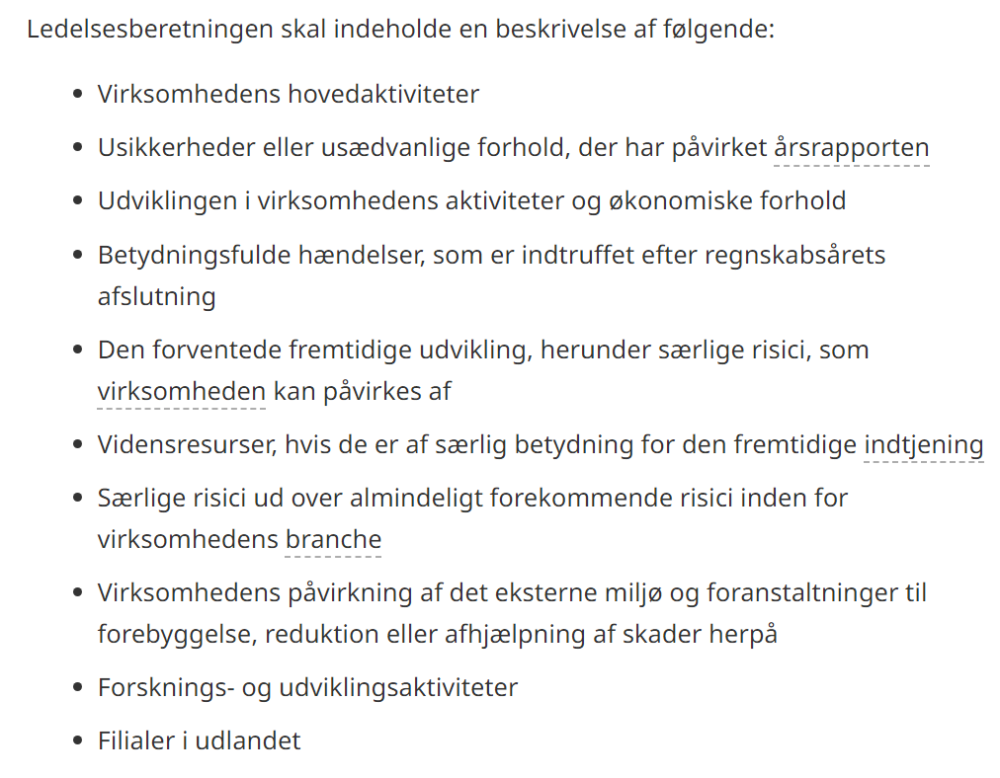 Ledelsesberetningen skal indeholde en beskrivelse af følgende:
• Virksomhedens hovedaktiviteter
• Usikkerheder eller usædvanlige forhold, der har påvirket årsrapporten
• Udviklingen i virksomhedens aktiviteter og økonomiske forhold
• Betydningsfulde hændelser, som er indtruffet efter regnskabsårets
afslutning
• Den forventede fremtidige udvikling, herunder særlige risici, som
virksomheden kan påvirkes af
• Vidensresurser, hvis de er af særlig betydning for den fremtidige indtjening
• Særlige risici ud over almindeligt forekommende risici inden for
virksomhedens branche
• Virksomhedens påvirkning af det eksterne miljø og foranstaltninger til
forebyggelse, reduktion eller afhjælpning af skader herpå
• Forsknings- og udviklingsaktiviteter
• Filialer i udlandet